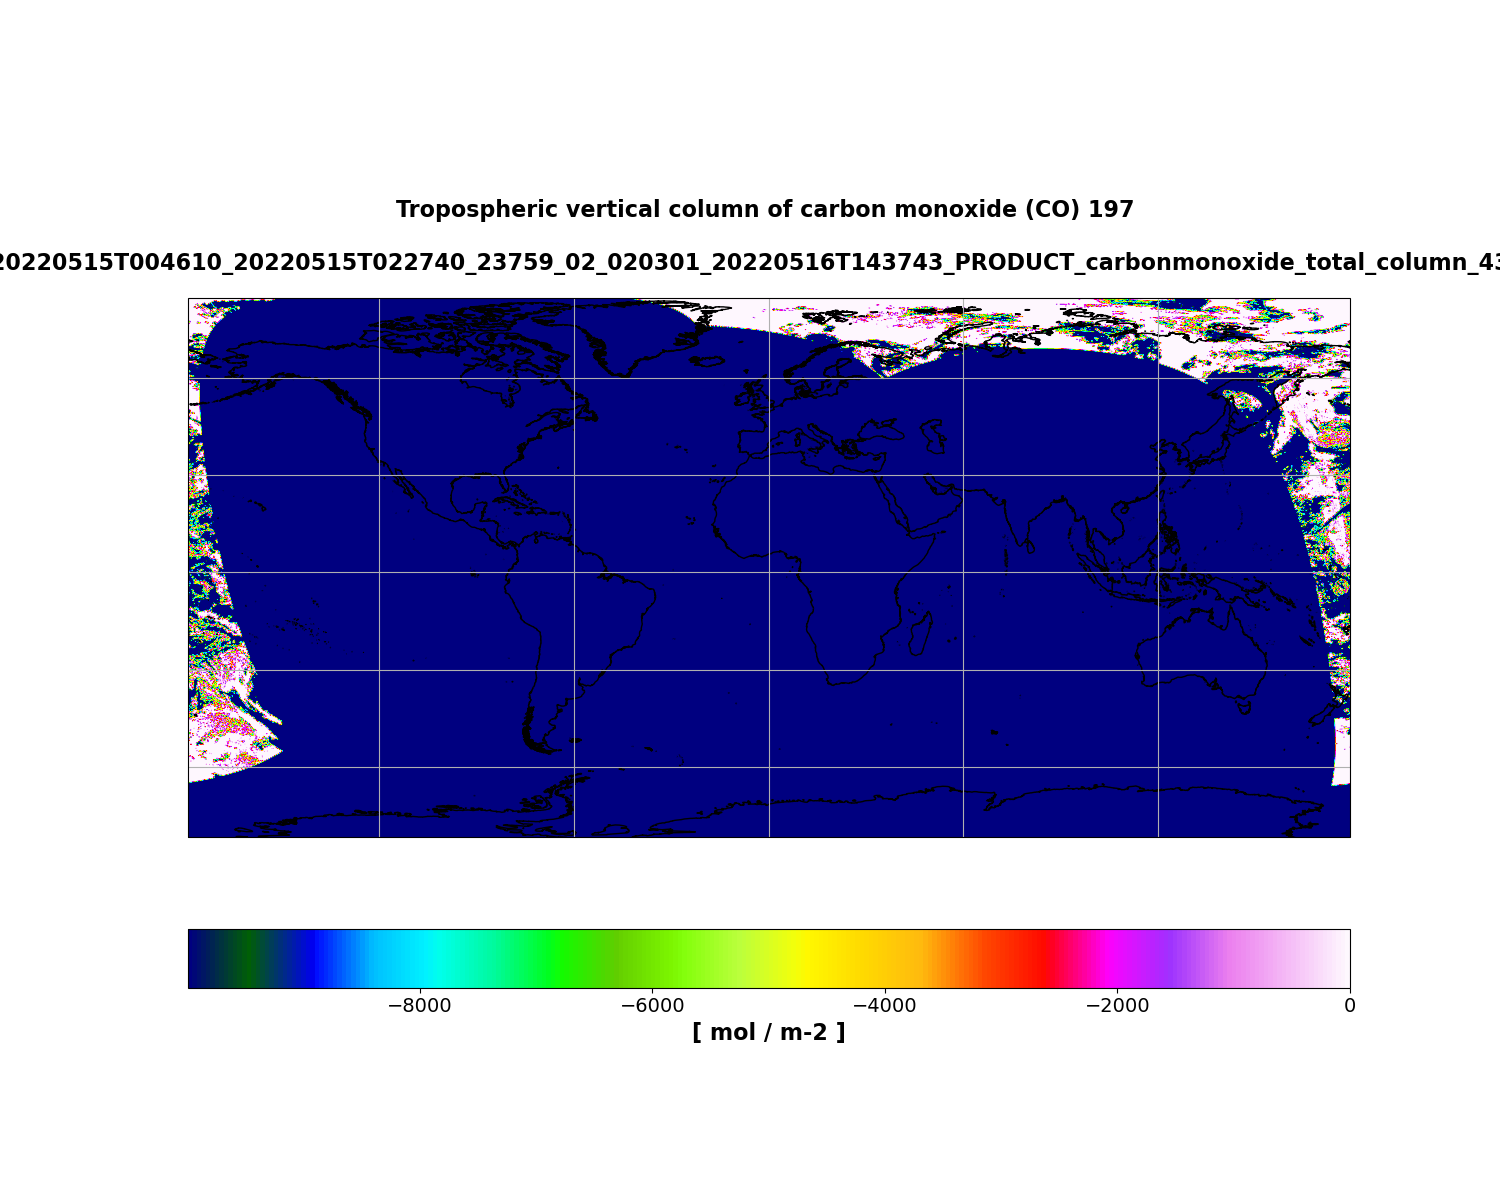 Tropospheric vertical column of carbon monoxide (CO) 197
20220515T004610_20220515T022740_23759_02_020301_20220516T143743_PRODUCT_carbonmonoxide_total_column_43
−8000 −6000 −4000 −2000 0
[ mol / m-2 ]